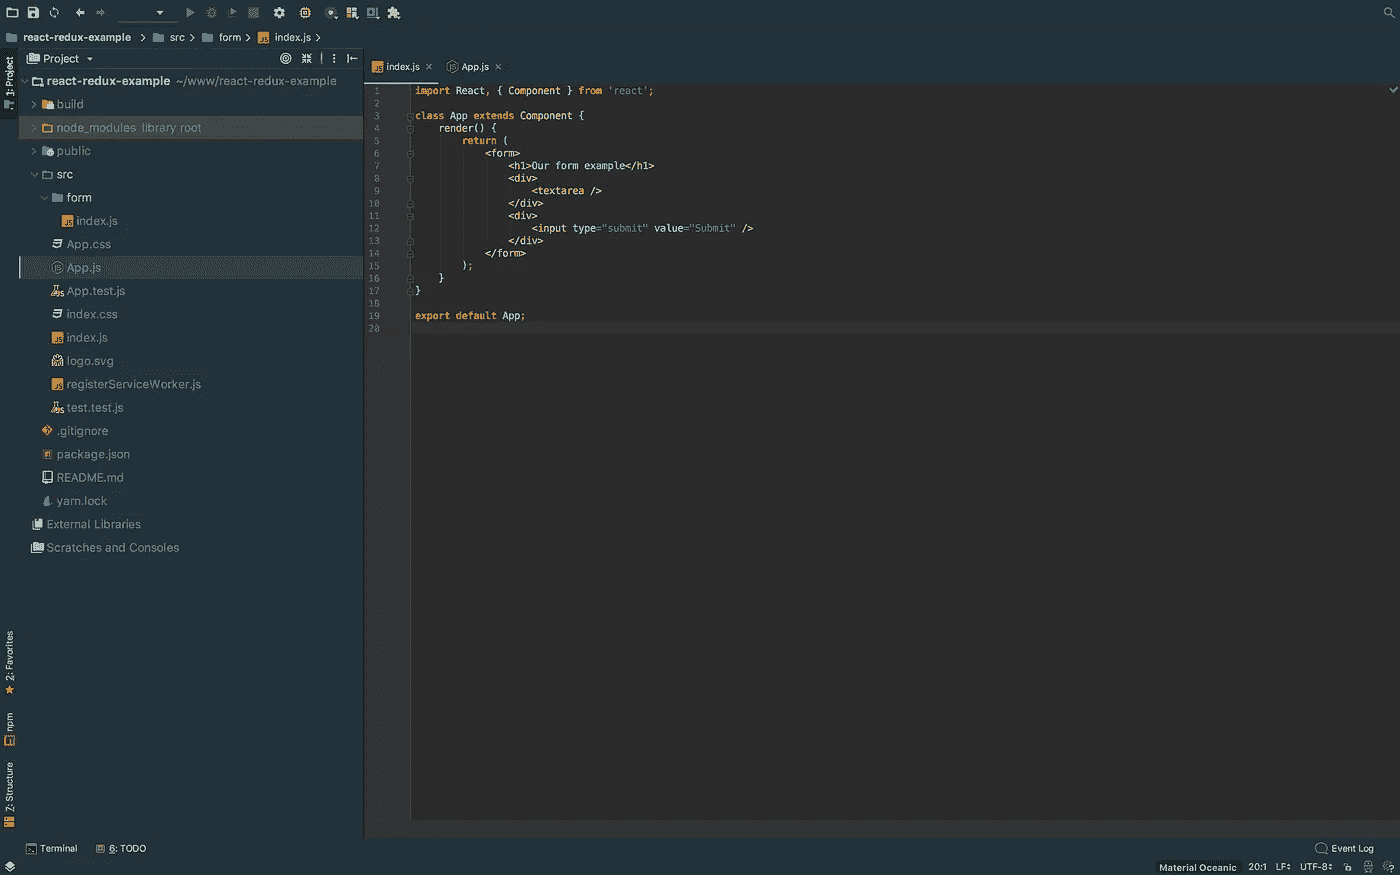 react-redux-example > src > form > index.js >
1: Project
Project
react-redux-example ~/www/react-redux-example
build
node_modules library root
public
src
form
index.js
App.css
App.js
App.test.js
index.css
index.js
logo.svg
registerServiceWorker.js
test.test.js
.gitignore
package.json
README.md
yarn.lock
External Libraries
Scratches and Consoles
2: Favorites
npm
7: Structure
index.js × App.js ×
1 import React, { Component } from 'react';
2
3 class App extends Component {
4 render() {
5 return (
6 <form>
7 <h1>Our form example</h1>
8 <div>
9 <textarea />
10 </div>
11 <div>
12 <input type="submit" value="Submit" />
13 </div>
14 </form>
15 );
16 }
17 }
18
19 export default App;
20
Terminal 6: TODO Event Log
Material Oceanic 20:1 LF UTF-8